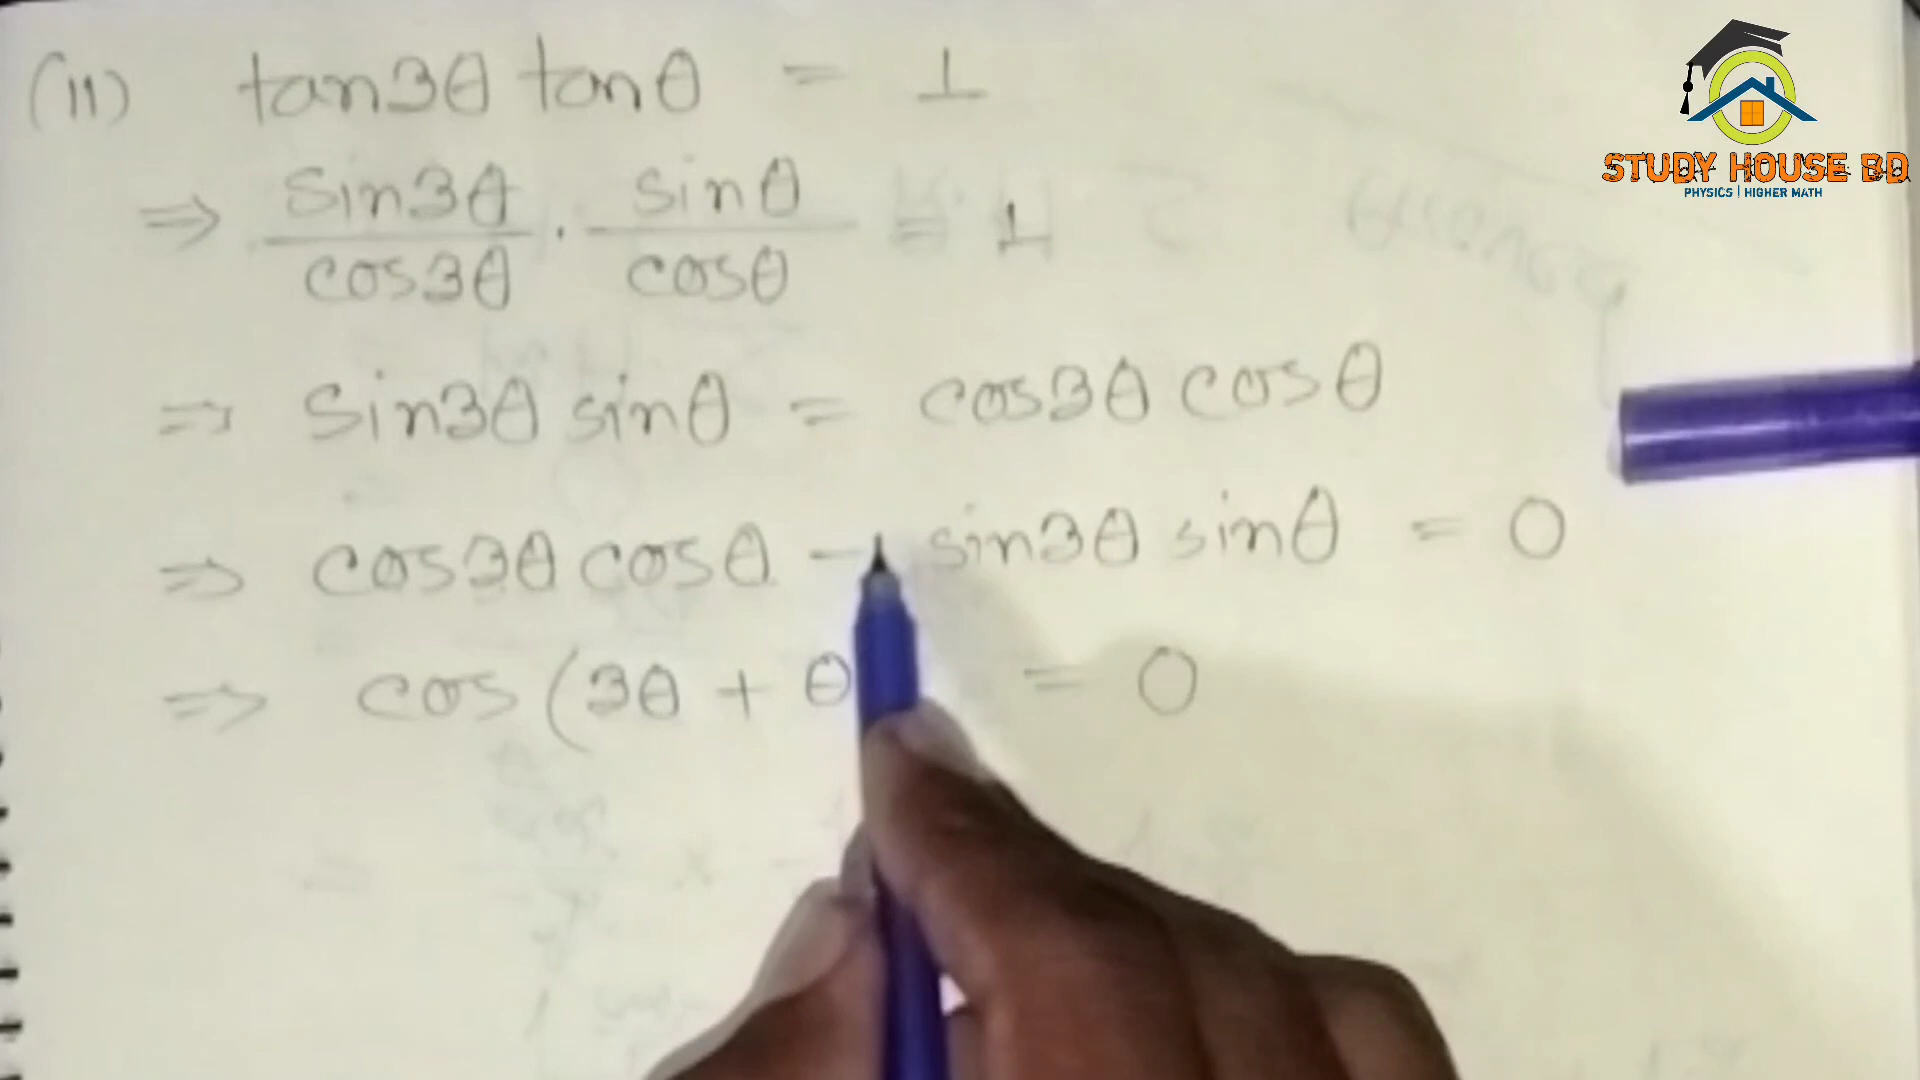 (11) tan3θ tanθ = 1
⇒ sin3θ/cos3θ · sinθ/cosθ = 1
⇒ sin3θ sinθ = cos3θ cosθ
⇒ cos3θ cosθ - sin3θ sinθ = 0
⇒ cos(3θ + θ = 0
STUDY HOUSE BD
PHYSICS | HIGHER MATH